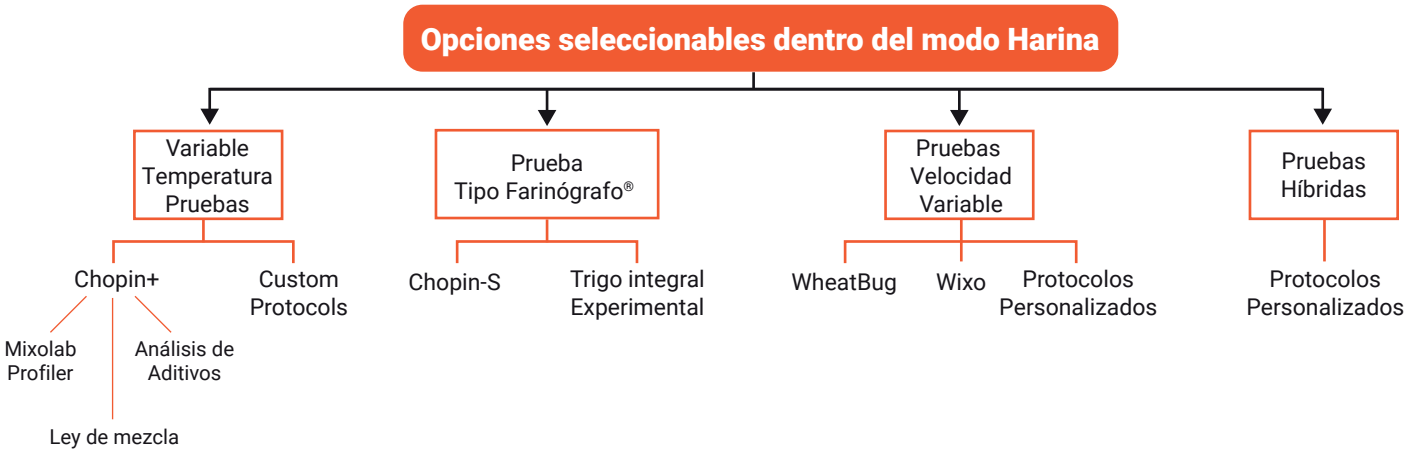 Opciones seleccionables dentro del modo Harina
Variable
Temperatura
Pruebas
Prueba
Tipo Farinógrafo®
Pruebas
Velocidad
Variable
Pruebas
Híbridas
Chopin+
Custom
Protocols
Chopin-S
Trigo integral
Experimental
WheatBug
Wixo
Protocolos
Personalizados
Protocolos
Personalizados
Mixolab
Profiler
Análisis de
Aditivos
Ley de mezcla